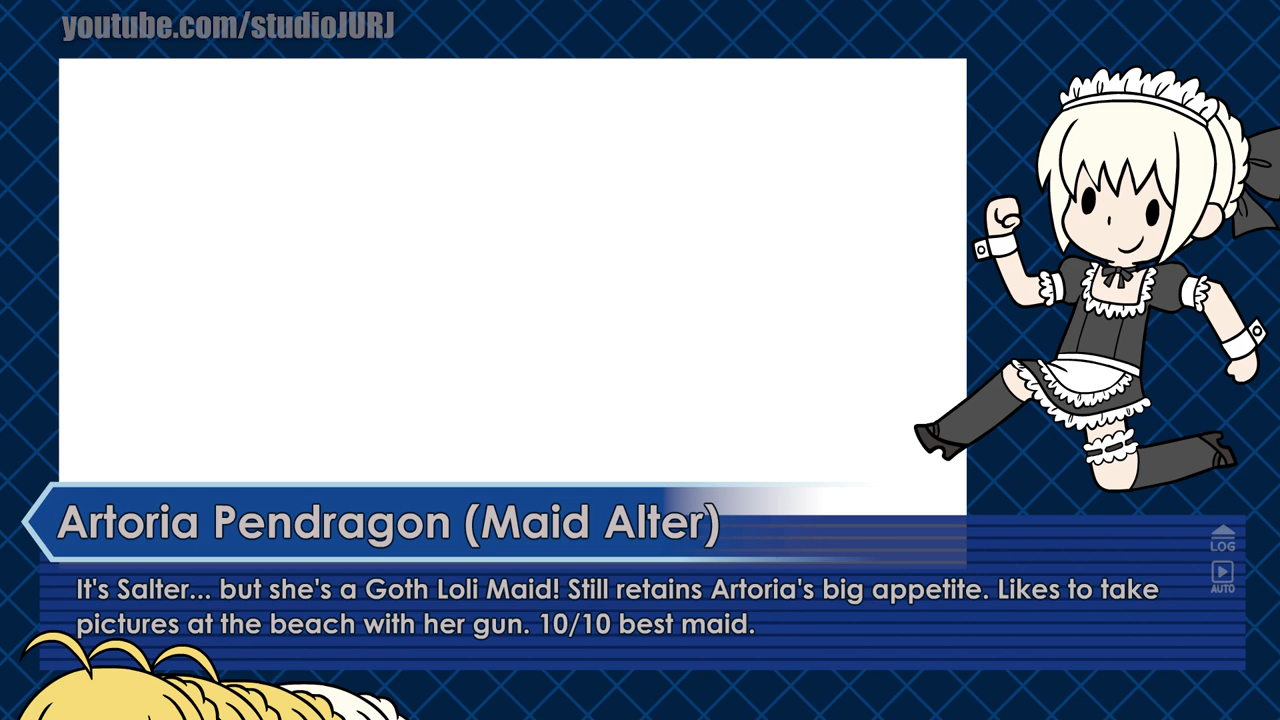 youtube.com/studioJURJ
Artoria Pendragon (Maid Alter)
LOG
It's Salter... but she's a Goth Loli Maid! Still retains Artoria's big appetite. Likes to take
AUTO
pictures at the beach with her gun. 10/10 best maid.